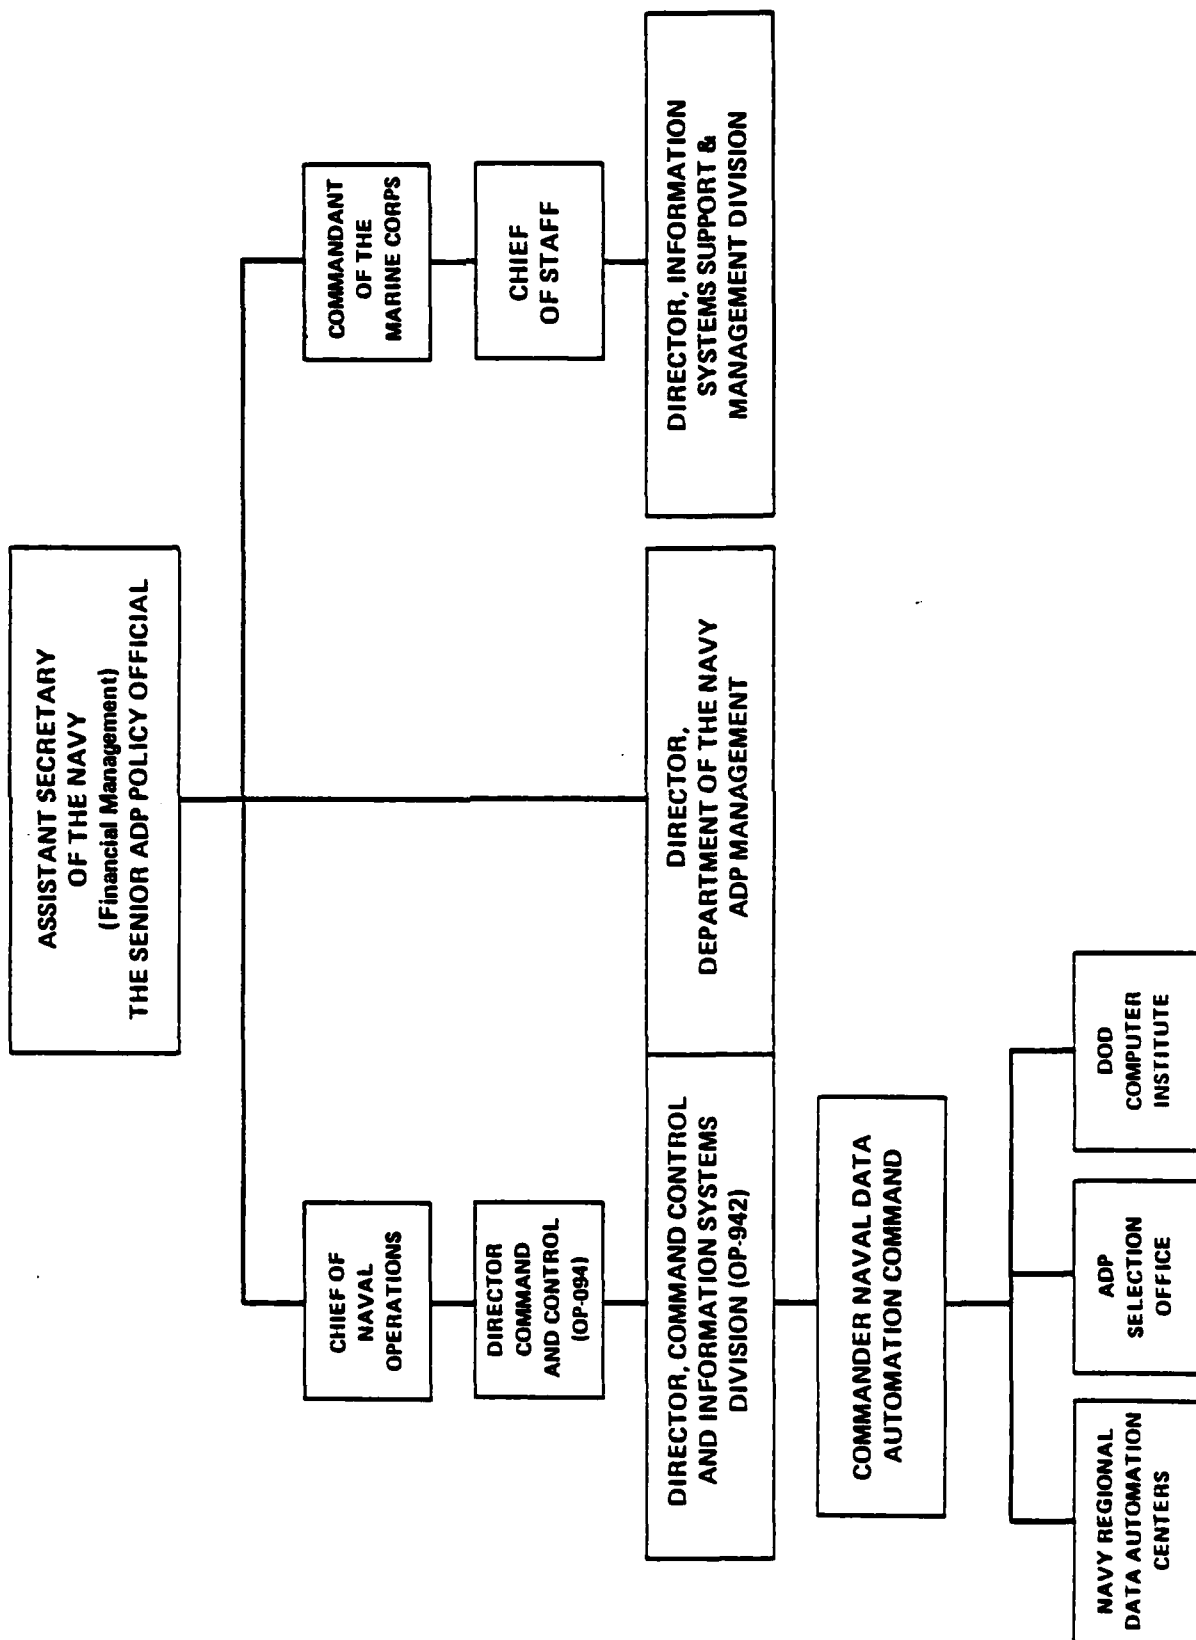 ASSISTANT SECRETARY
OF THE NAVY
(Financial Management)
THE SENIOR ADP POLICY OFFICIAL
CHIEF OF
NAVAL
OPERATIONS
COMMANDANT
OF THE
MARINE CORPS
DIRECTOR
COMMAND
AND CONTROL
(OP-094)
CHIEF
OF STAFF
DIRECTOR, COMMAND CONTROL
AND INFORMATION SYSTEMS
DIVISION (OP-942)
DIRECTOR,
DEPARTMENT OF THE NAVY
ADP MANAGEMENT
DIRECTOR, INFORMATION
SYSTEMS SUPPORT &
MANAGEMENT DIVISION
COMMANDER NAVAL DATA
AUTOMATION COMMAND
NAVY REGIONAL
DATA AUTOMATION
CENTERS
ADP
SELECTION
OFFICE
DOD
COMPUTER
INSTITUTE